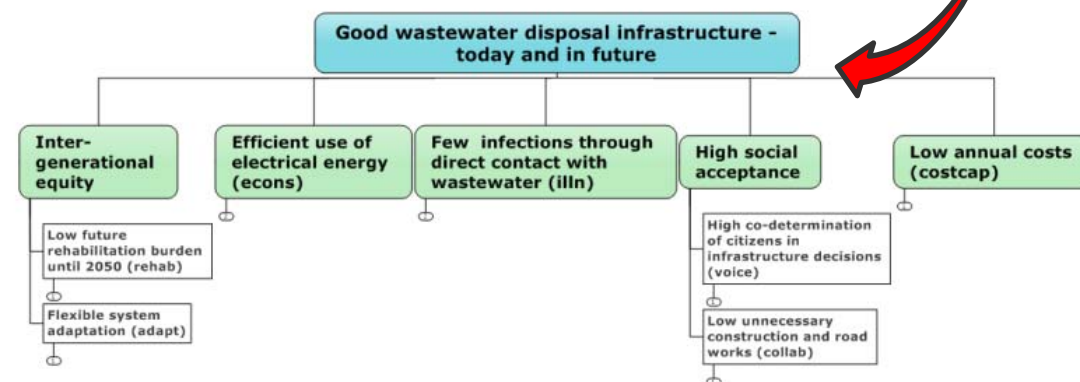 Good wastewater disposal infrastructure -
today and in future
Inter-
generational
equity
Low future
rehabilitation burden
until 2050 (rehab)
Flexible system
adaptation (adapt)
Efficient use of
electrical energy
(econs)
Few infections through
direct contact with
wastewater (illn)
High social
acceptance
High co-determination
of citizens in
infrastructure decisions
(voice)
Low unnecessary
construction and road
works (collab)
Low annual costs
(costcap)